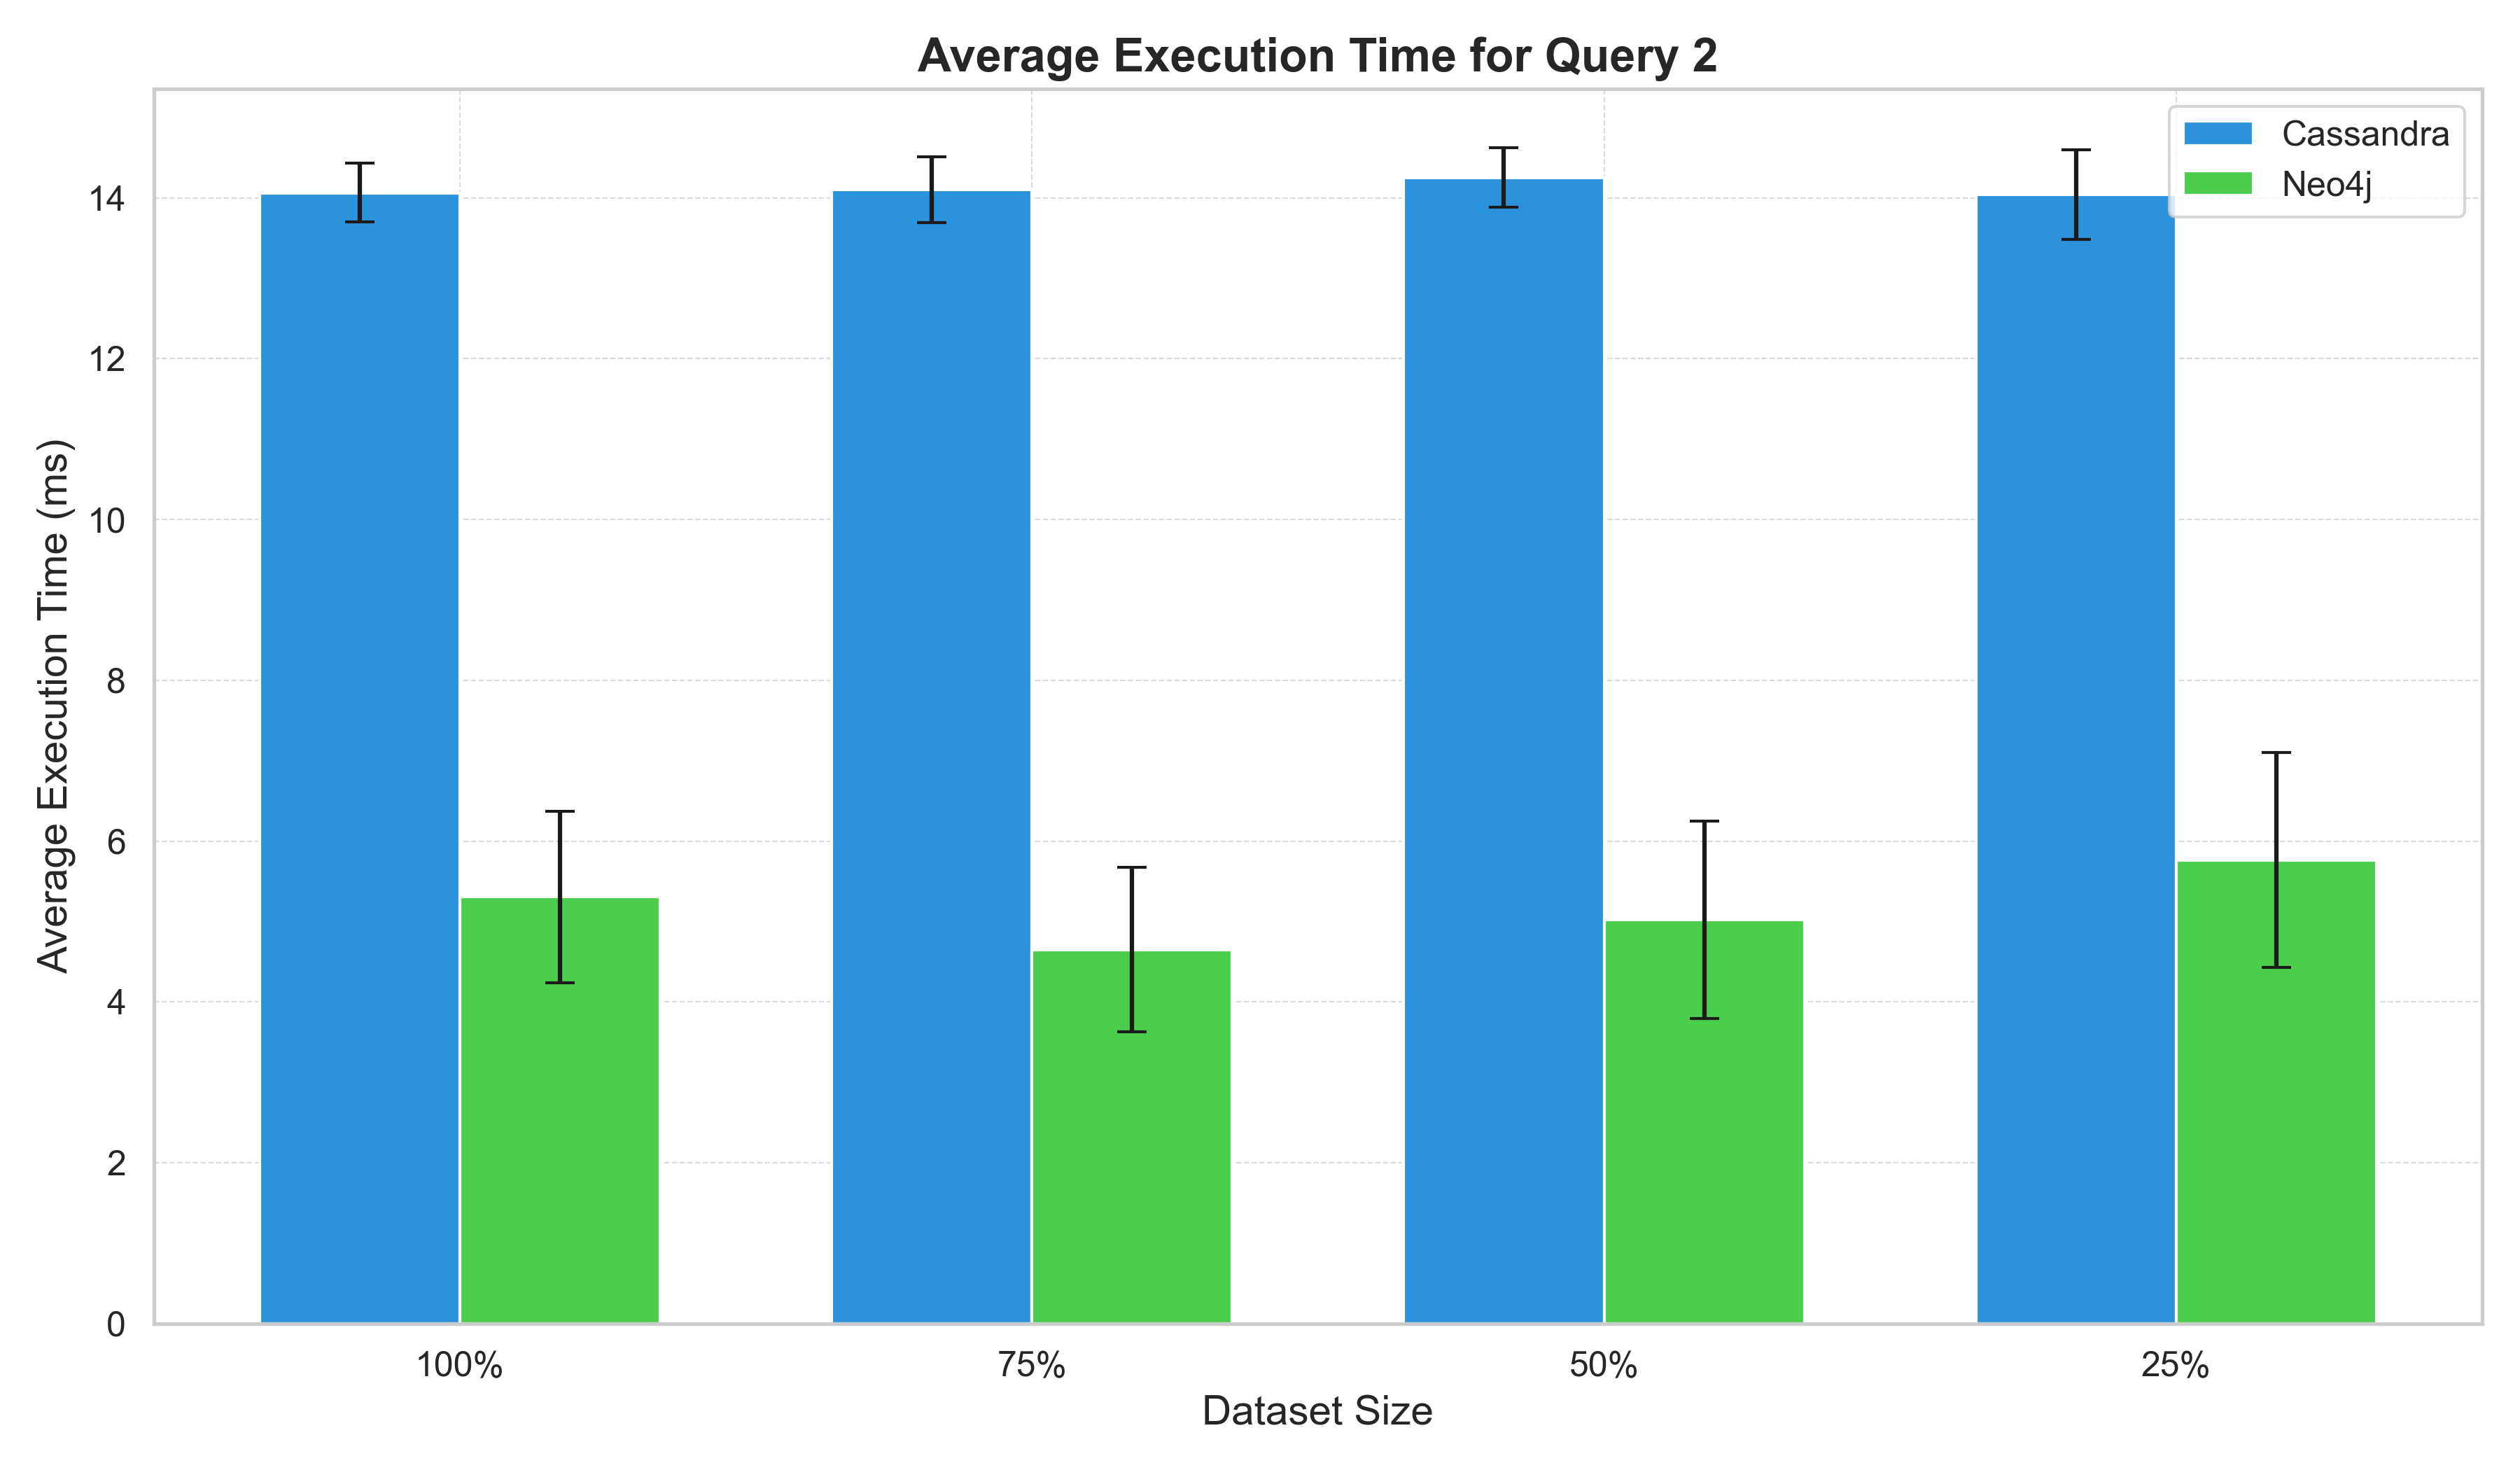 Average Execution Time for Query 2
Cassandra
Neo4j
Average Execution Time (ms)
14
12
10
8
6
4
2
0
100%
75%
50%
25%
Dataset Size